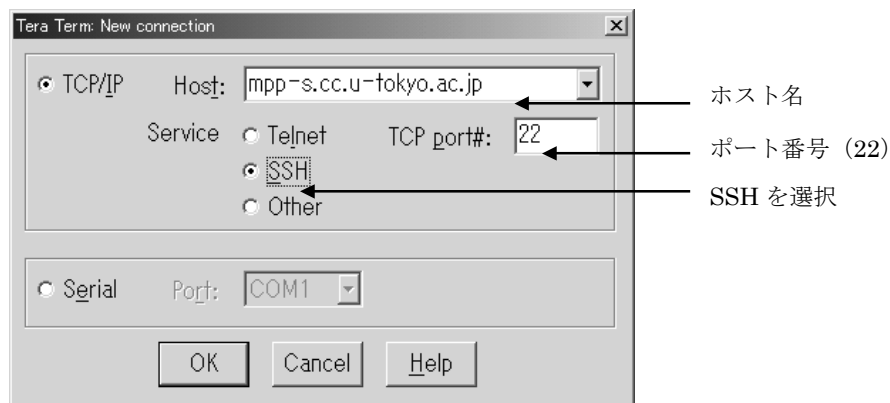 Tera Term: New connection
TCP/IP Host: mpp-s.cc.u-tokyo.ac.jp
ホスト名
Service Telnet TCP port#: 22
ポート番号（22）
SSH
SSH を選択
Other
Serial Port: COM1
OK Cancel Help